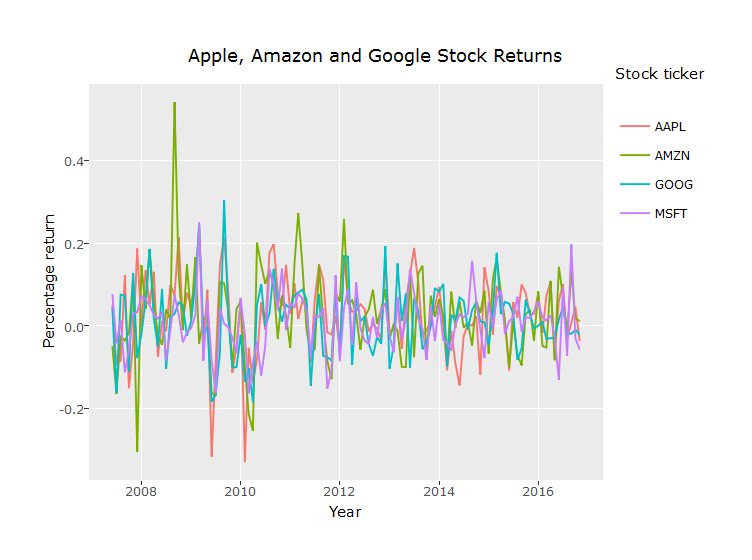 Apple, Amazon and Google Stock Returns
Stock ticker
AAPL
AMZN
GOOG
MSFT
Percentage return
0.4
0.2
0.0
-0.2
2008 2010 2012 2014 2016
Year